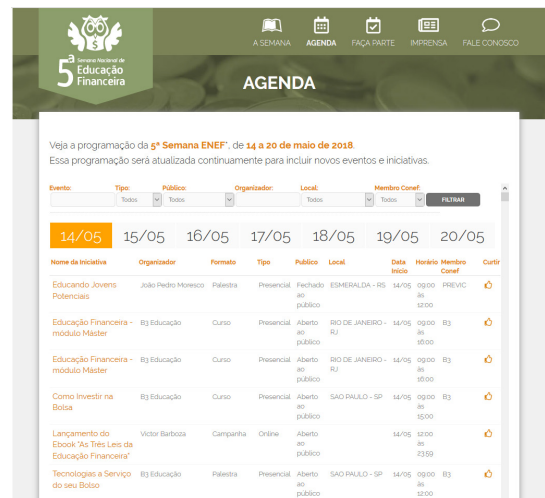 A SEMANA AGENDA FAÇA PARTE IMPRENSA FALE CONOSCO
5ª Semana Nacional de
Educação
Financeira
AGENDA
Veja a programação da 5ª Semana ENEF*, de 14 a 20 de maio de 2018.
Essa programação será atualizada continuamente para incluir novos eventos e iniciativas.
Evento: Tipo: Público: Organizador: Local: Membro Conef:
Todos Todos Todos Todos FILTRAR
14/05 15/05 16/05 17/05 18/05 19/05 20/05
Nome da Iniciativa Organizador Formato Tipo Publico Local Data Horário Membro Curtir
Início Conef
Educando Jovens João Pedro Moresco Palestra Presencial Fechado ESMERALDA - RS 14/05 09:00 PREVIC
Potenciais ao às
público 12:00
Educação Financeira - B3 Educação Curso Presencial Aberto RIO DE JANEIRO - 14/05 09:00 B3
módulo Máster ao RJ às
público 16:00
Educação Financeira - B3 Educação Curso Presencial Aberto RIO DE JANEIRO - 14/05 09:00 B3
módulo Máster ao RJ às
público 16:00
Como Investir na B3 Educação Curso Presencial Aberto SAO PAULO - SP 14/05 09:00 B3
Bolsa ao às
público 15:00
Lançamento do Victor Barboza Campanha Online Aberto 14/05 12:00
Ebook "As Três Leis da ao às
Educação Financeira" público 23:59
Tecnologias a Serviço B3 Educação Palestra Presencial Aberto SAO PAULO - SP 14/05 09:00 B3
do seu Bolso ao às
público 12:00